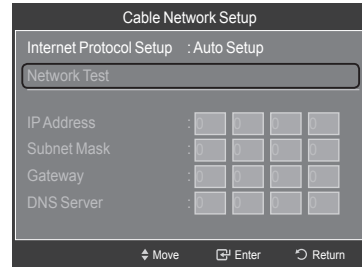 Cable Network Setup
Internet Protocol Setup : Auto Setup
Network Test
IP Address : 0 0 0 0
Subnet Mask : 0 0 0 0
Gateway : 0 0 0 0
DNS Server : 0 0 0 0
Move Enter Return